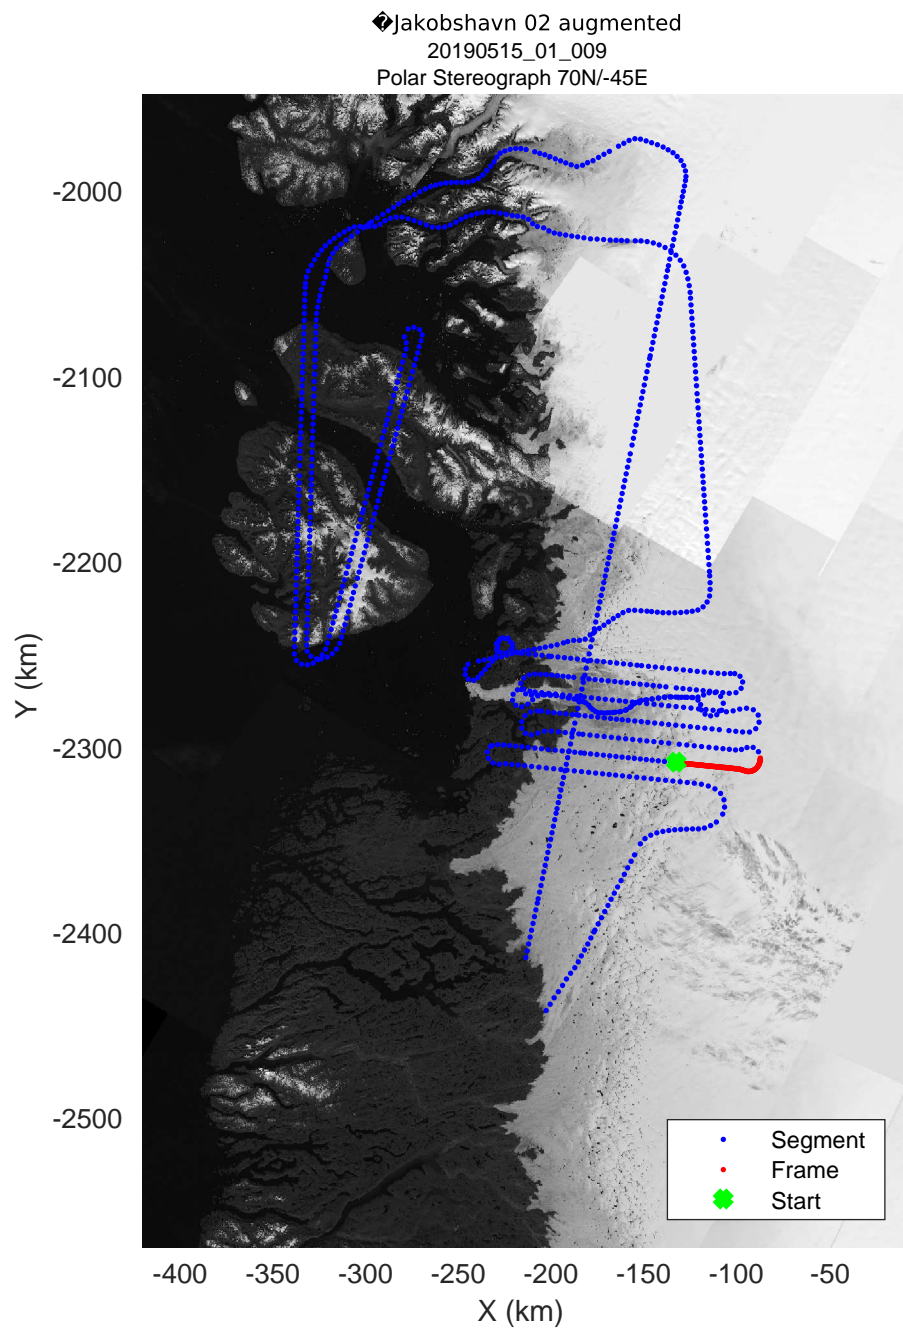 �Jakobshavn 02 augmented
20190515_01_009
Polar Stereograph 70N/-45E
-2000
-2100
-2200
-2300
-2400
-2500
Y (km)
Segment
Frame
Start
-400 -350 -300 -250 -200 -150 -100 -50
X (km)